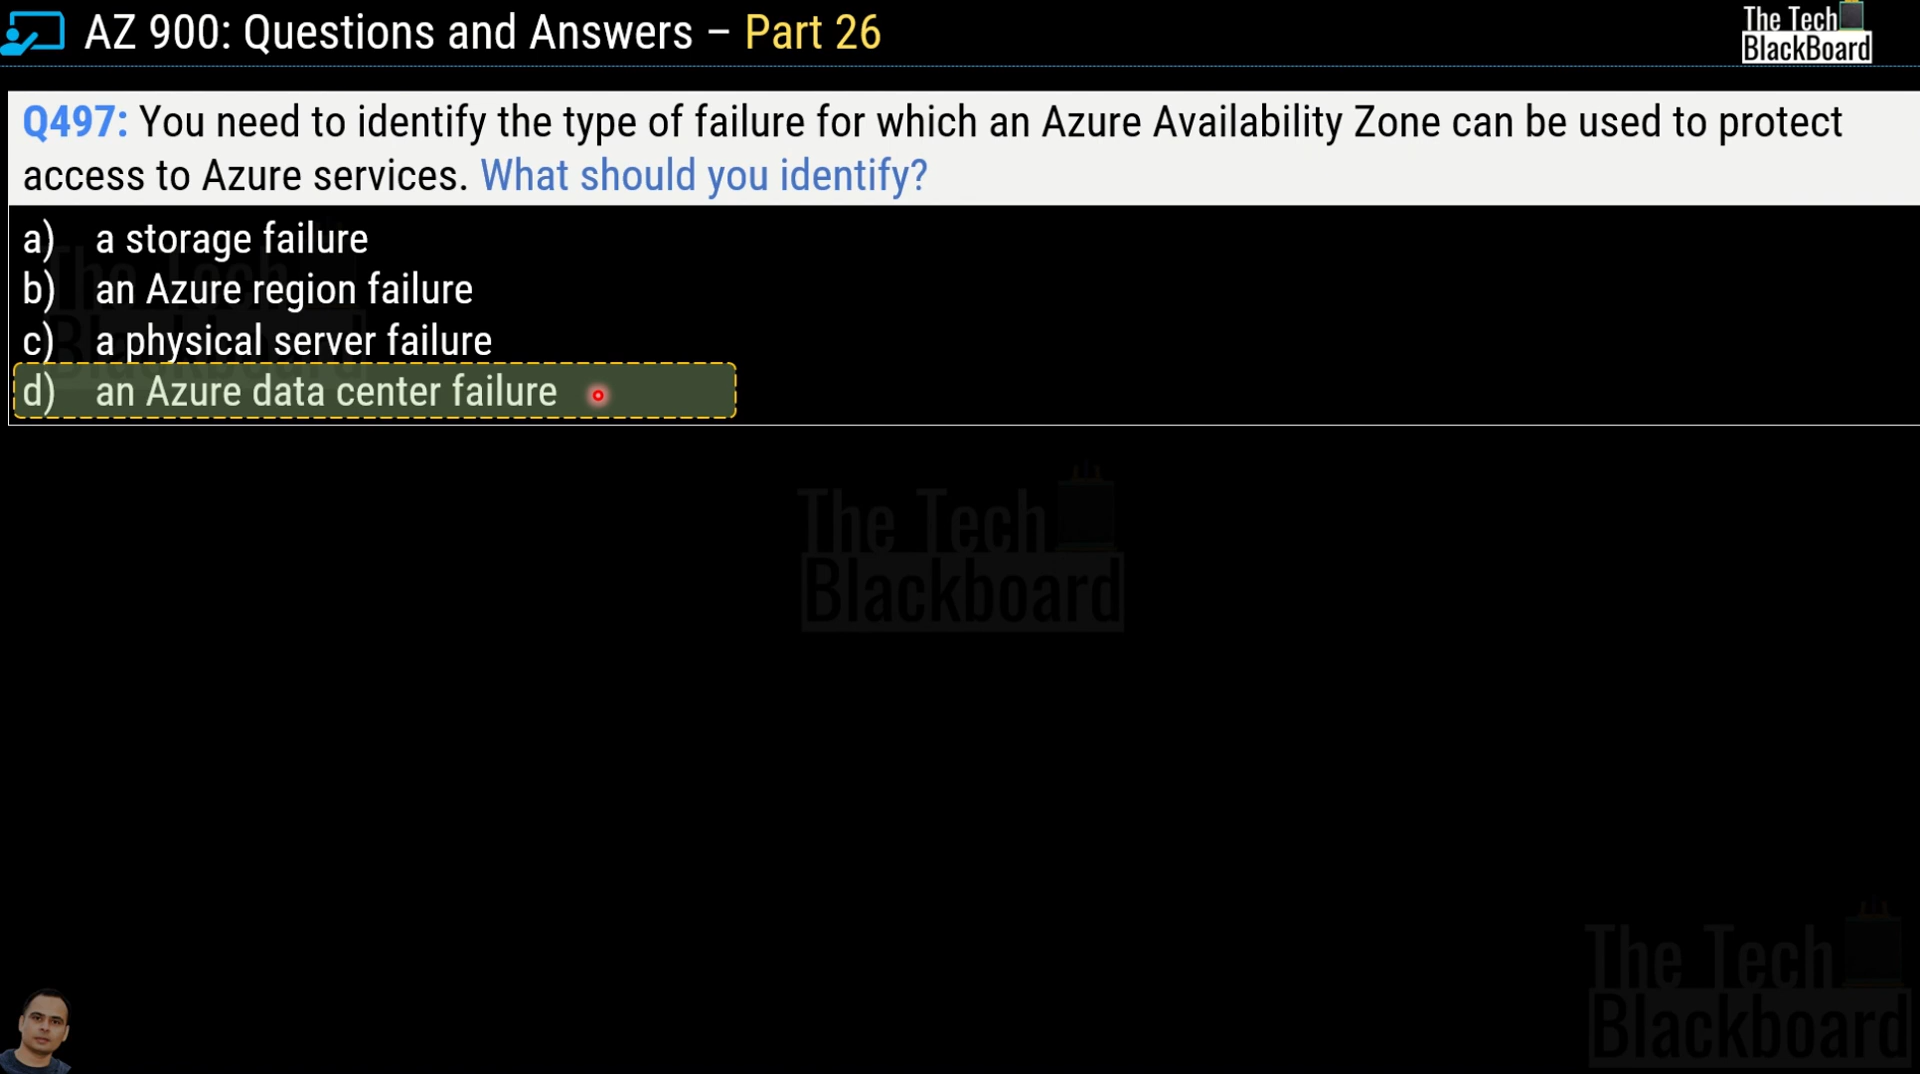 AZ 900: Questions and Answers – Part 26
The Tech
BlackBoard
Q497: You need to identify the type of failure for which an Azure Availability Zone can be used to protect
access to Azure services. What should you identify?
a) a storage failure
b) an Azure region failure
c) a physical server failure
d) an Azure data center failure
The Tech
Blackboard
The Tech
Blackboard
The Tech
Blackboard